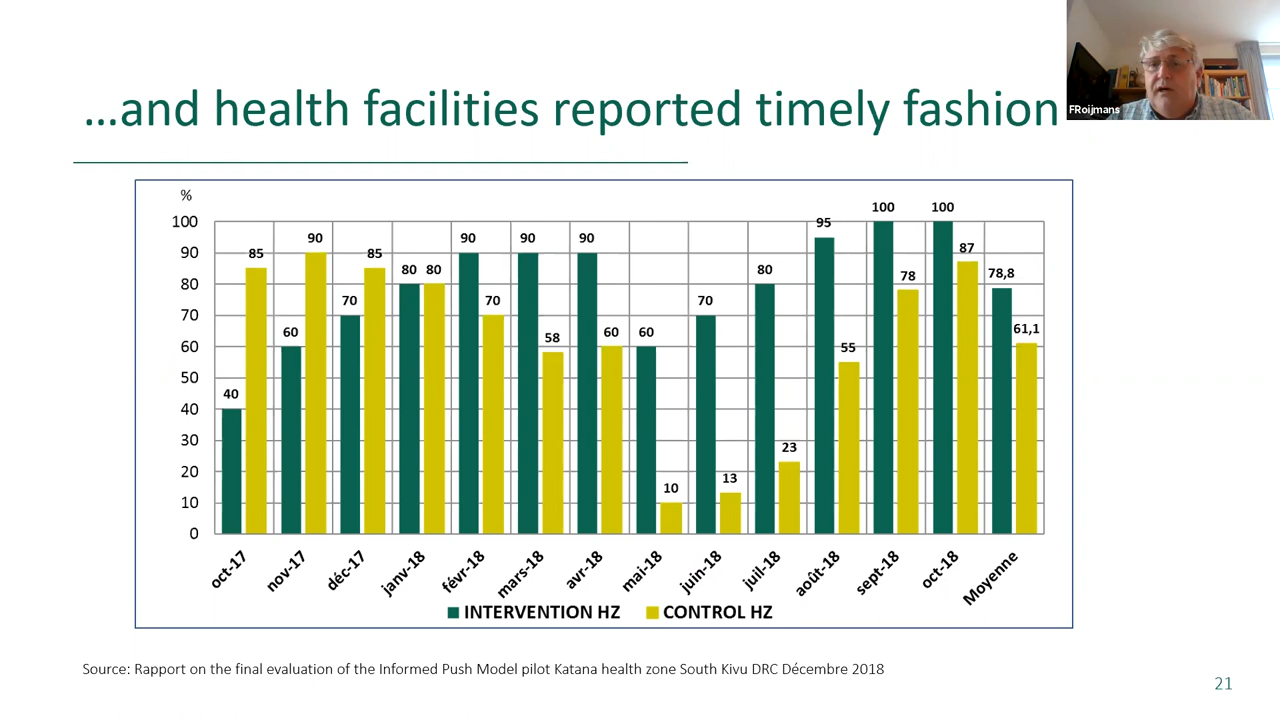 …and health facilities reported timely fashion
FRoijmans
%
100
90
80
70
60
50
40
30
20
10
0
40
85
60
90
70
85
80
80
90
70
90
58
90
60
60
10
70
13
80
23
95
55
100
78
100
87
78,8
61,1
oct-17
nov-17
déc-17
janv-18
févr-18
mars-18
avr-18
mai-18
juin-18
juil-18
août-18
sept-18
oct-18
Moyenne
INTERVENTION HZ
CONTROL HZ
Source: Rapport on the final evaluation of the Informed Push Model pilot Katana health zone South Kivu DRC Décembre 2018
21